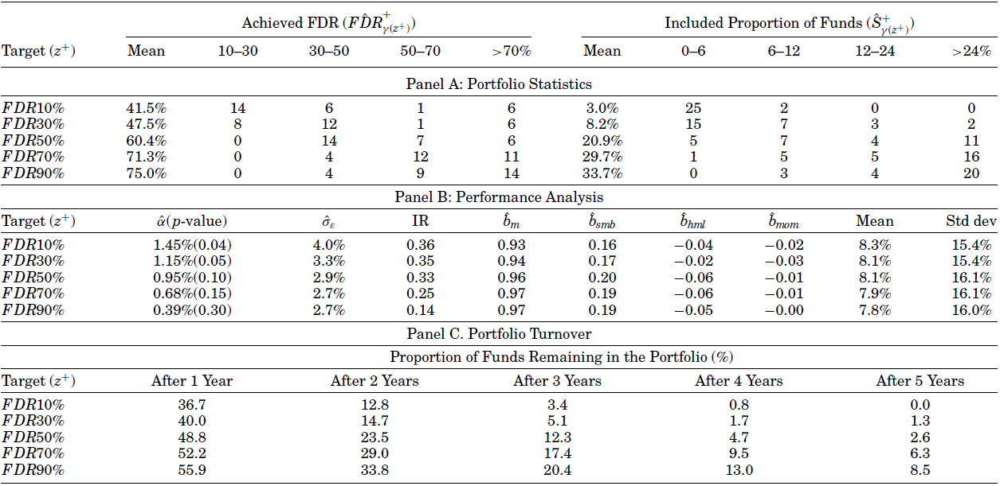 Achieved FDR (F\hat{D}R^{+}_{γ(z^{+})}) Included Proportion of Funds (\hat{S}^{+}_{γ(z^{+})})
Target (z⁺) Mean 10–30 30–50 50–70 >70% Mean 0–6 6–12 12–24 >24%
Panel A: Portfolio Statistics
FDR10% 41.5% 14 6 1 6 3.0% 25 2 0 0
FDR30% 47.5% 8 12 1 6 8.2% 15 7 3 2
FDR50% 60.4% 0 14 7 6 20.9% 5 7 4 11
FDR70% 71.3% 0 4 12 11 29.7% 1 5 5 16
FDR90% 75.0% 0 4 9 14 33.7% 0 3 4 20
Panel B: Performance Analysis
Target (z⁺) α̂(p-value) σ̂_ε IR b̂_m b̂_smb b̂_hml b̂_mom Mean Std dev
FDR10% 1.45%(0.04) 4.0% 0.36 0.93 0.16 −0.04 −0.02 8.3% 15.4%
FDR30% 1.15%(0.05) 3.3% 0.35 0.94 0.17 −0.02 −0.03 8.1% 15.4%
FDR50% 0.95%(0.10) 2.9% 0.33 0.96 0.20 −0.06 −0.01 8.1% 16.1%
FDR70% 0.68%(0.15) 2.7% 0.25 0.97 0.19 −0.06 −0.01 7.9% 16.1%
FDR90% 0.39%(0.30) 2.7% 0.14 0.97 0.19 −0.05 −0.00 7.8% 16.0%
Panel C. Portfolio Turnover
Proportion of Funds Remaining in the Portfolio (%)
Target (z⁺) After 1 Year After 2 Years After 3 Years After 4 Years After 5 Years
FDR10% 36.7 12.8 3.4 0.8 0.0
FDR30% 40.0 14.7 5.1 1.7 1.3
FDR50% 48.8 23.5 12.3 4.7 2.6
FDR70% 52.2 29.0 17.4 9.5 6.3
FDR90% 55.9 33.8 20.4 13.0 8.5